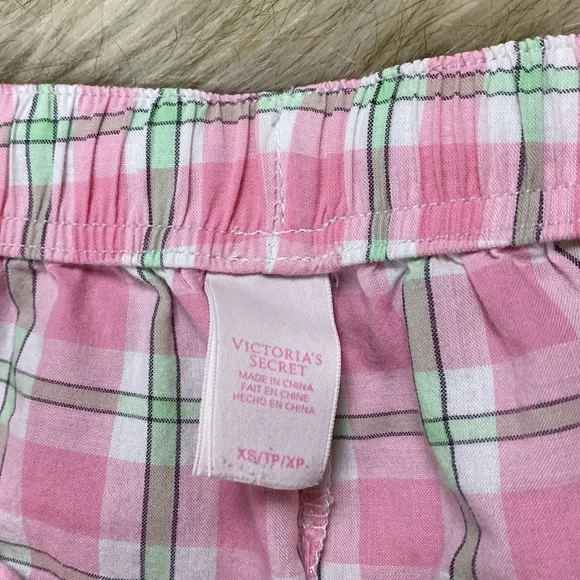 VICTORIA'S
SECRET
MADE IN CHINA
FAIT EN CHINE
HECHO EN CHINA
XS/TP/XP